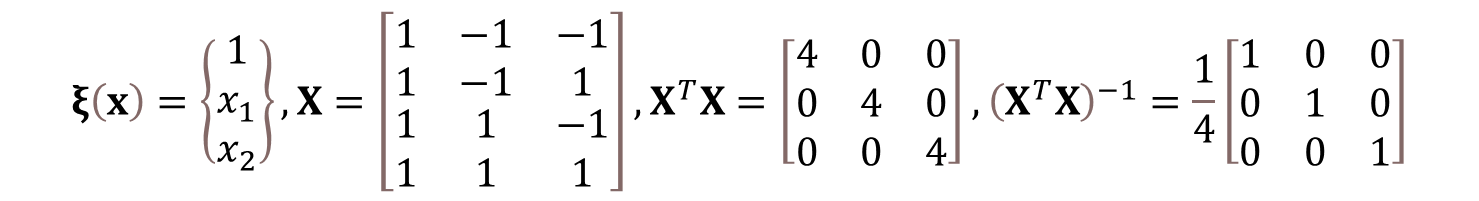 ξ(x) = {1 x₁ x₂}, X = [1 −1 −1; 1 −1 1; 1 1 −1; 1 1 1], XᵀX = [4 0 0; 0 4 0; 0 0 4], (XᵀX)⁻¹ = 1/4 [1 0 0; 0 1 0; 0 0 1]